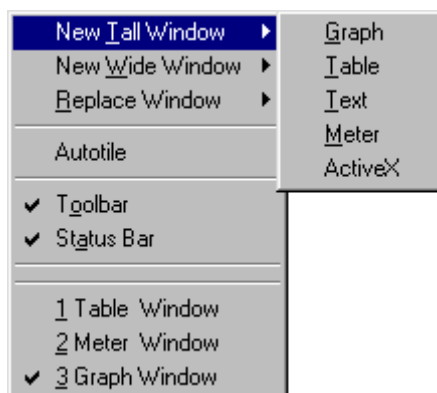 New Tall Window
New Wide Window
Replace Window
Autotile
Toolbar
Status Bar
1 Table Window
2 Meter Window
3 Graph Window
Graph
Table
Text
Meter
ActiveX